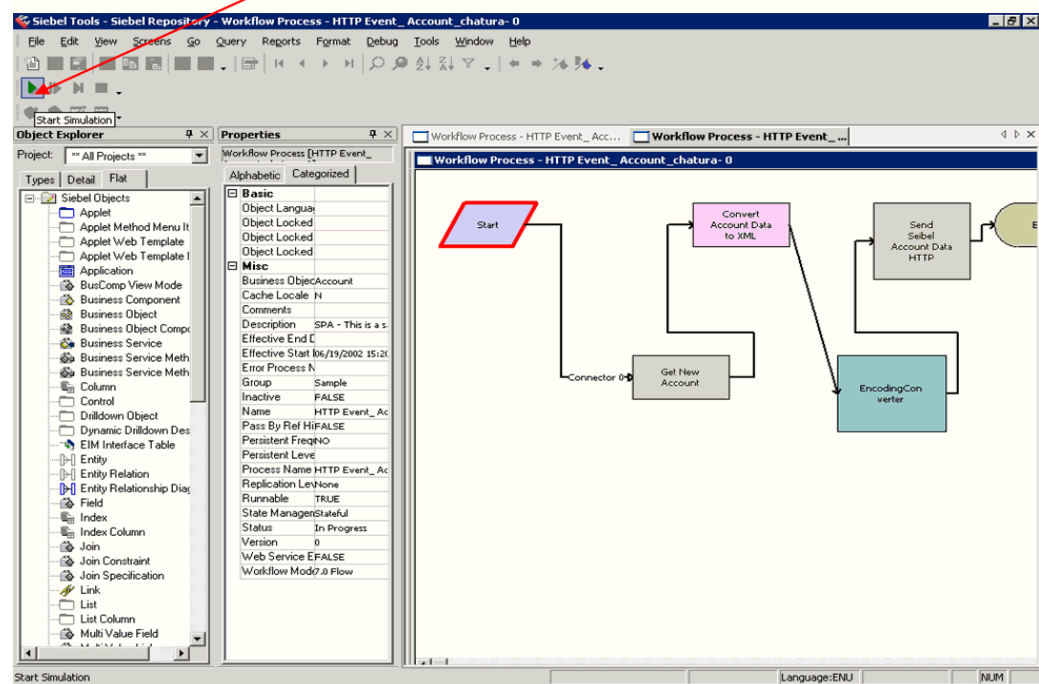 Siebel Tools - Siebel Repository - Workflow Process - HTTP Event_ Account_chatura- 0
File Edit View Screens Go Query Reports Format Debug Tools Window Help
Start Simulation
Object Explorer
Project: ** All Projects **
Types Detail Flat
Siebel Objects
Applet
Applet Method Menu It
Applet Web Template
Applet Web Template I
Application
BusComp View Mode
Business Component
Business Object
Business Object Compo
Business Service
Business Service Meth
Business Service Meth
Column
Control
Drilldown Object
Dynamic Drilldown Des
EIM Interface Table
Entity
Entity Relation
Entity Relationship Diag
Field
Index
Index Column
Join
Join Constraint
Join Specification
Link
List
List Column
Multi Value Field
Properties
Workflow Process [HTTP Event_
Alphabetic Categorized
Basic
Object Languag
Object Locked
Object Locked
Object Locked
Misc
Business Objec Account
Cache Locale N
Comments
Description SPA - This is a s
Effective End D
Effective Start 06/19/2002 15:20
Error Process N
Group Sample
Inactive FALSE
Name HTTP Event_ Ac
Pass By Ref Hi FALSE
Persistent Freq NO
Persistent Leve
Process Name HTTP Event_ Ac
Replication Lev None
Runnable TRUE
State Managem Stateful
Status In Progress
Version 0
Web Service E FALSE
Workflow Mode 7.0 Flow
Workflow Process - HTTP Event_ Acc... Workflow Process - HTTP Event_ ...
Workflow Process - HTTP Event_ Account_chatura- 0
Start
Connector 0
Get New
Account
Convert
Account Data
to XML
EncodingCon
verter
Send
Seibel
Account Data
HTTP
E
Start Simulation Language:ENU NUM